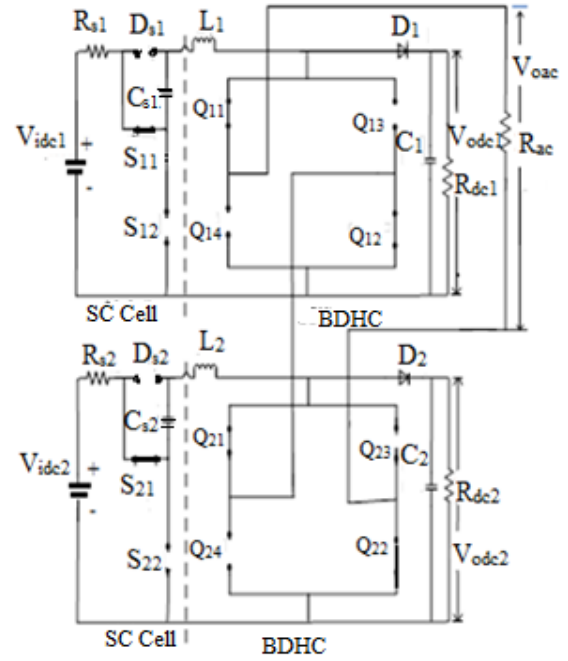 Rs1 Ds1 L1 D1
Voac
Cs1
Q11
Q13
Vidc1
+
-
S11
C1
Vodc1
Rac
Rdc1
S12
Q14
Q12
SC Cell
BDHC
Rs2 Ds2 L2 D2
Cs2
Q21
Q23
C2
Vidc2
+
-
S21
Rdc2
S22
Q24
Q22
Vodc2
SC Cell
BDHC